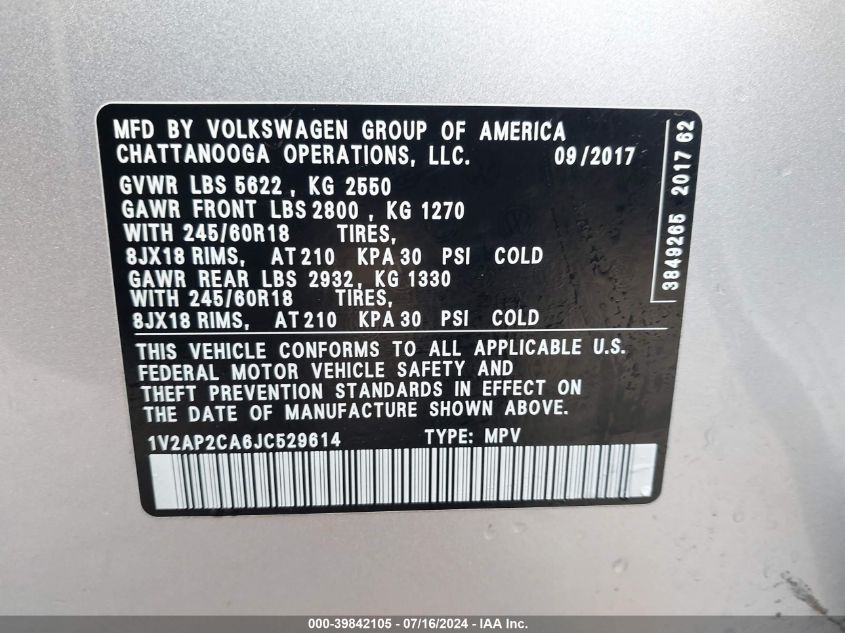 MFD BY VOLKSWAGEN GROUP OF AMERICA
CHATTANOOGA OPERATIONS, LLC. 09/2017
GVWR LBS 5622 , KG 2550
GAWR FRONT LBS 2800 , KG 1270
WITH 245/60R18 TIRES,
8JX18 RIMS, AT 210 KPA 30 PSI COLD
GAWR REAR LBS 2932, KG 1330
WITH 245/60R18 TIRES,
8JX18 RIMS, AT 210 KPA 30 PSI COLD
THIS VEHICLE CONFORMS TO ALL APPLICABLE U.S.
FEDERAL MOTOR VEHICLE SAFETY AND
THEFT PREVENTION STANDARDS IN EFFECT ON
THE DATE OF MANUFACTURE SHOWN ABOVE.
1V2AP2CA6JC529614 TYPE: MPV
3849265 2017 62
000-39842105 - 07/16/2024 - IAA Inc.